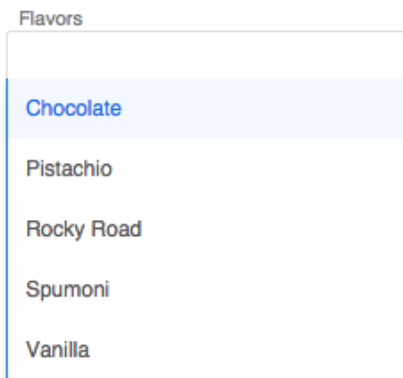 Flavors
Chocolate
Pistachio
Rocky Road
Spumoni
Vanilla